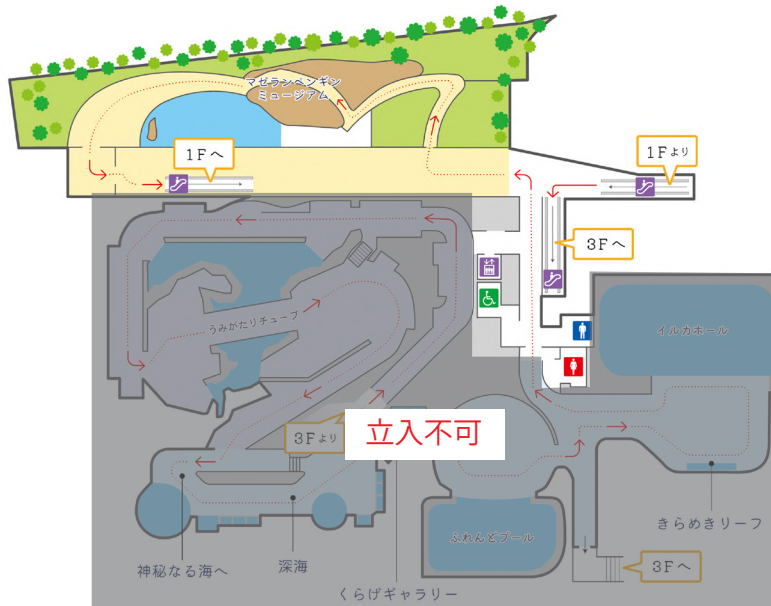 マゼランペンギン
ミュージアム
1Fへ
1Fより
3Fへ
うみがたりチューブ
イルカホール
3Fより
立入不可
ふれんどプール
きらめきリーフ
神秘なる海へ
深海
3Fへ
くらげギャラリー